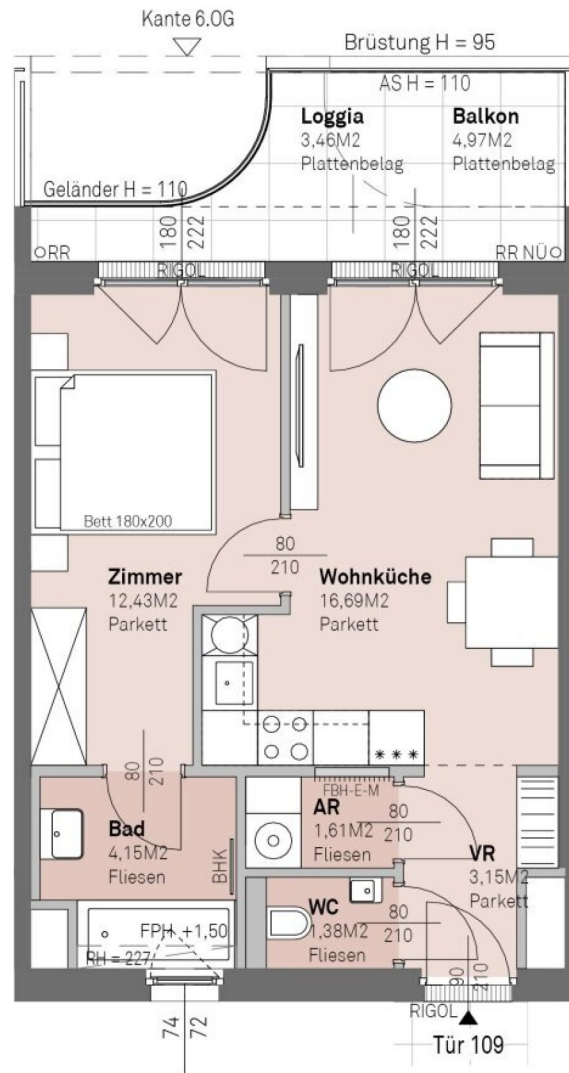 Kante 6.OG
Brüstung H = 95
AS H = 110
Loggia
3,46M2
Plattenbelag
Balkon
4,97M2
Plattenbelag
Geländer H = 110
180
222
180
222
RR
RR NÜ
RIGOL
RIGOL
Bett 180x200
80
210
Zimmer
12,43M2
Parkett
Wohnküche
16,69M2
Parkett
80
210
FBH-E-M
Bad
4,15M2
Fliesen
BHK
AR
1,61M2
Fliesen
80
210
VR
3,15M2
Parkett
WC
1,38M2
Fliesen
80
210
FPH +1,50
RH = 227
90
210
74
72
RIGOL
Tür 109